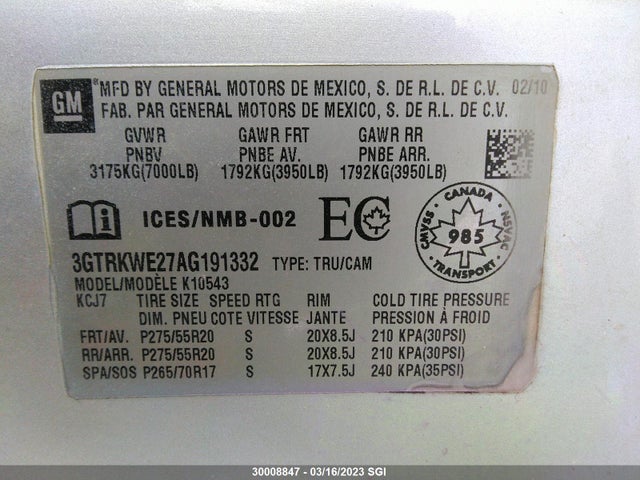 GM ® MFD BY GENERAL MOTORS DE MEXICO, S. DE R.L. DE C.V. 02/10
FAB. PAR GENERAL MOTORS DE MEXICO, S. DE R.L. DE C.V.
GVWR GAWR FRT GAWR RR
PNBV PNBE AV. PNBE ARR.
3175KG(7000LB) 1792KG(3950LB) 1792KG(3950LB)
ICES/NMB-002 EC
CANADA
CMVSS 985 NSVAC
TRANSPORT
3GTRKWE27AG191332 TYPE: TRU/CAM
MODEL/MODÈLE K10543
KCJ7 TIRE SIZE SPEED RTG RIM COLD TIRE PRESSURE
DIM. PNEU COTE VITESSE JANTE PRESSION À FROID
FRT/AV. P275/55R20 S 20X8.5J 210 KPA(30PSI)
RR/ARR. P275/55R20 S 20X8.5J 210 KPA(30PSI)
SPA/SOS P265/70R17 S 17X7.5J 240 KPA(35PSI)
30008847 - 03/16/2023 SGI